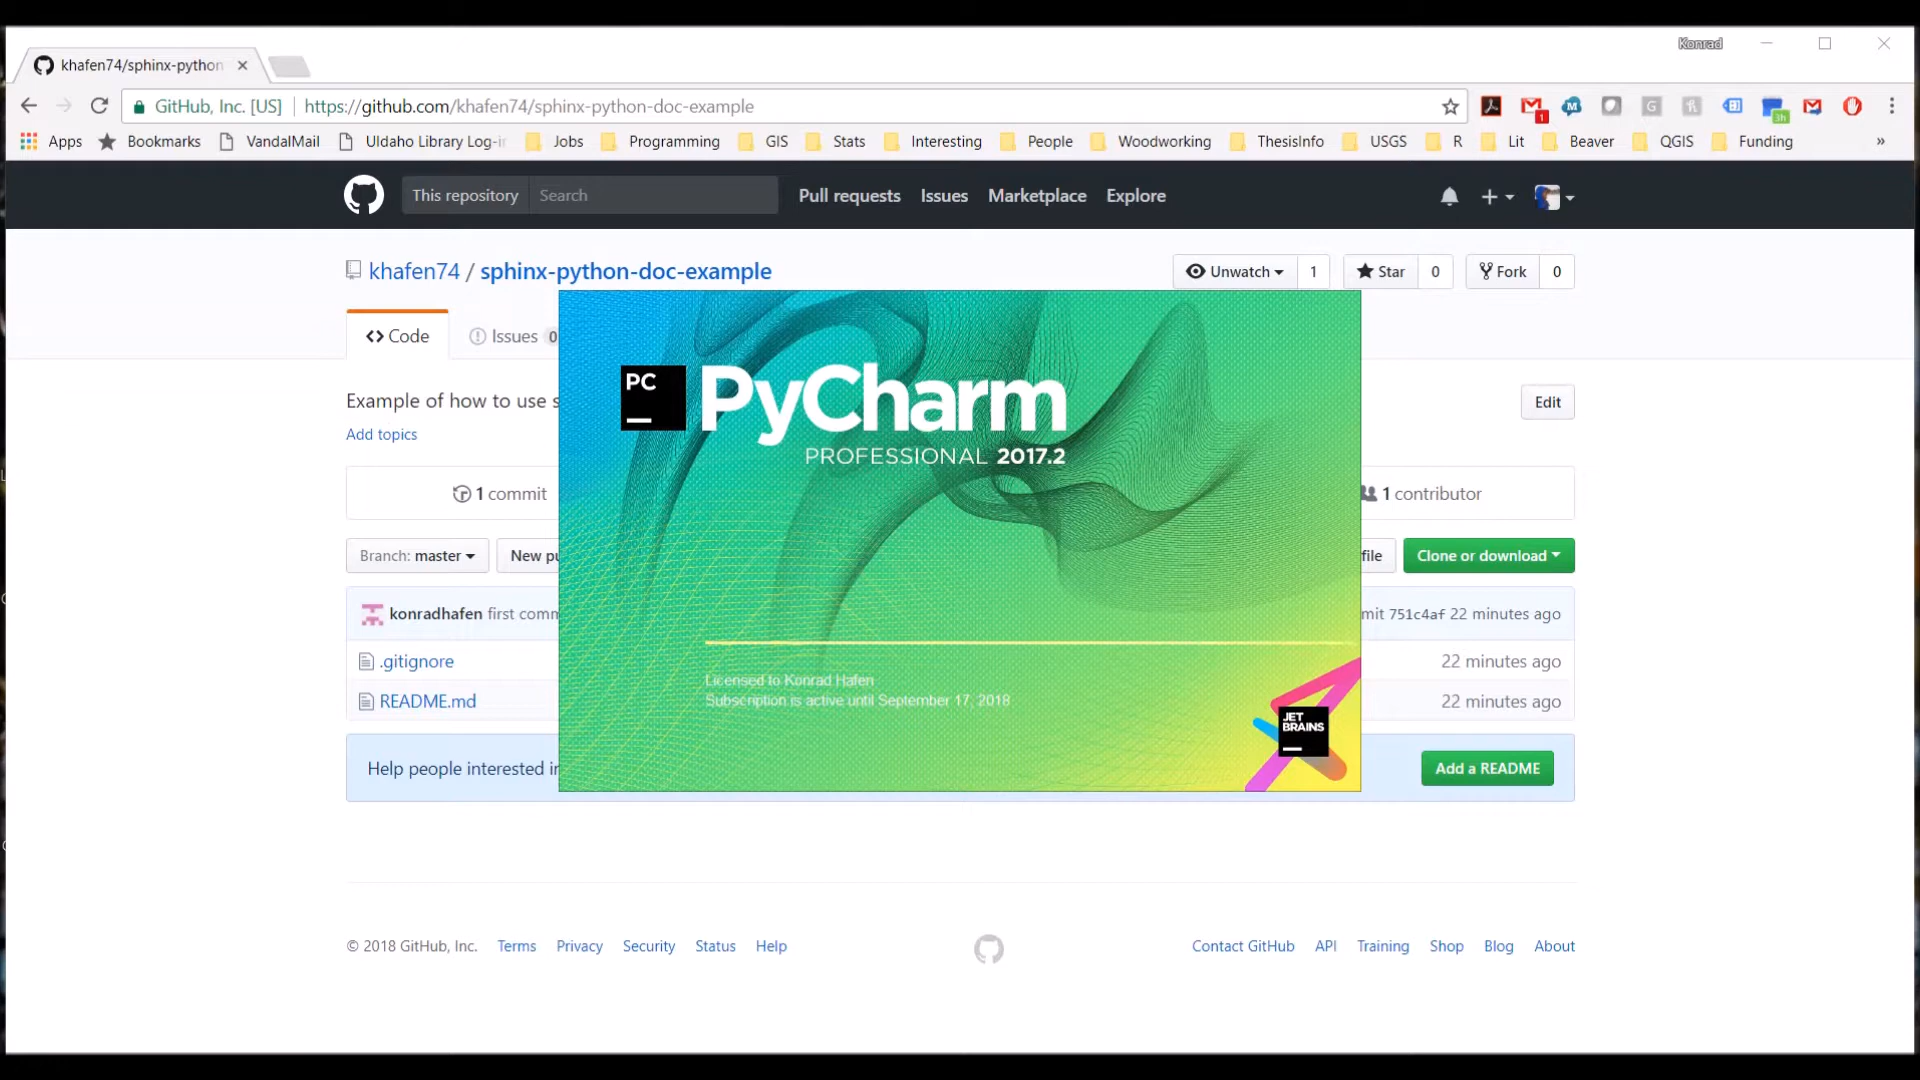 Konrad
khafen74/sphinx-python
GitHub, Inc. [US] https://github.com/khafen74/sphinx-python-doc-example
1
3h
Apps Bookmarks VandalMail UIdaho Library Log-in Jobs Programming GIS Stats Interesting People Woodworking ThesisInfo USGS R Lit Beaver QGIS Funding »
This repository Search Pull requests Issues Marketplace Explore
khafen74 / sphinx-python-doc-example
Unwatch 1 Star 0 Fork 0
Code Issues 0
PC PyCharm
PROFESSIONAL 2017.2
Example of how to use s
Edit
Add topics
1 commit
1 contributor
Branch: master New pu
file Clone or download
konradhafen first comm
mit 751c4af 22 minutes ago
.gitignore
22 minutes ago
README.md
22 minutes ago
Licensed to Konrad Hafen
Subscription is active until September 17, 2018
JET
BRAINS
Help people interested in
Add a README
© 2018 GitHub, Inc. Terms Privacy Security Status Help
Contact GitHub API Training Shop Blog About